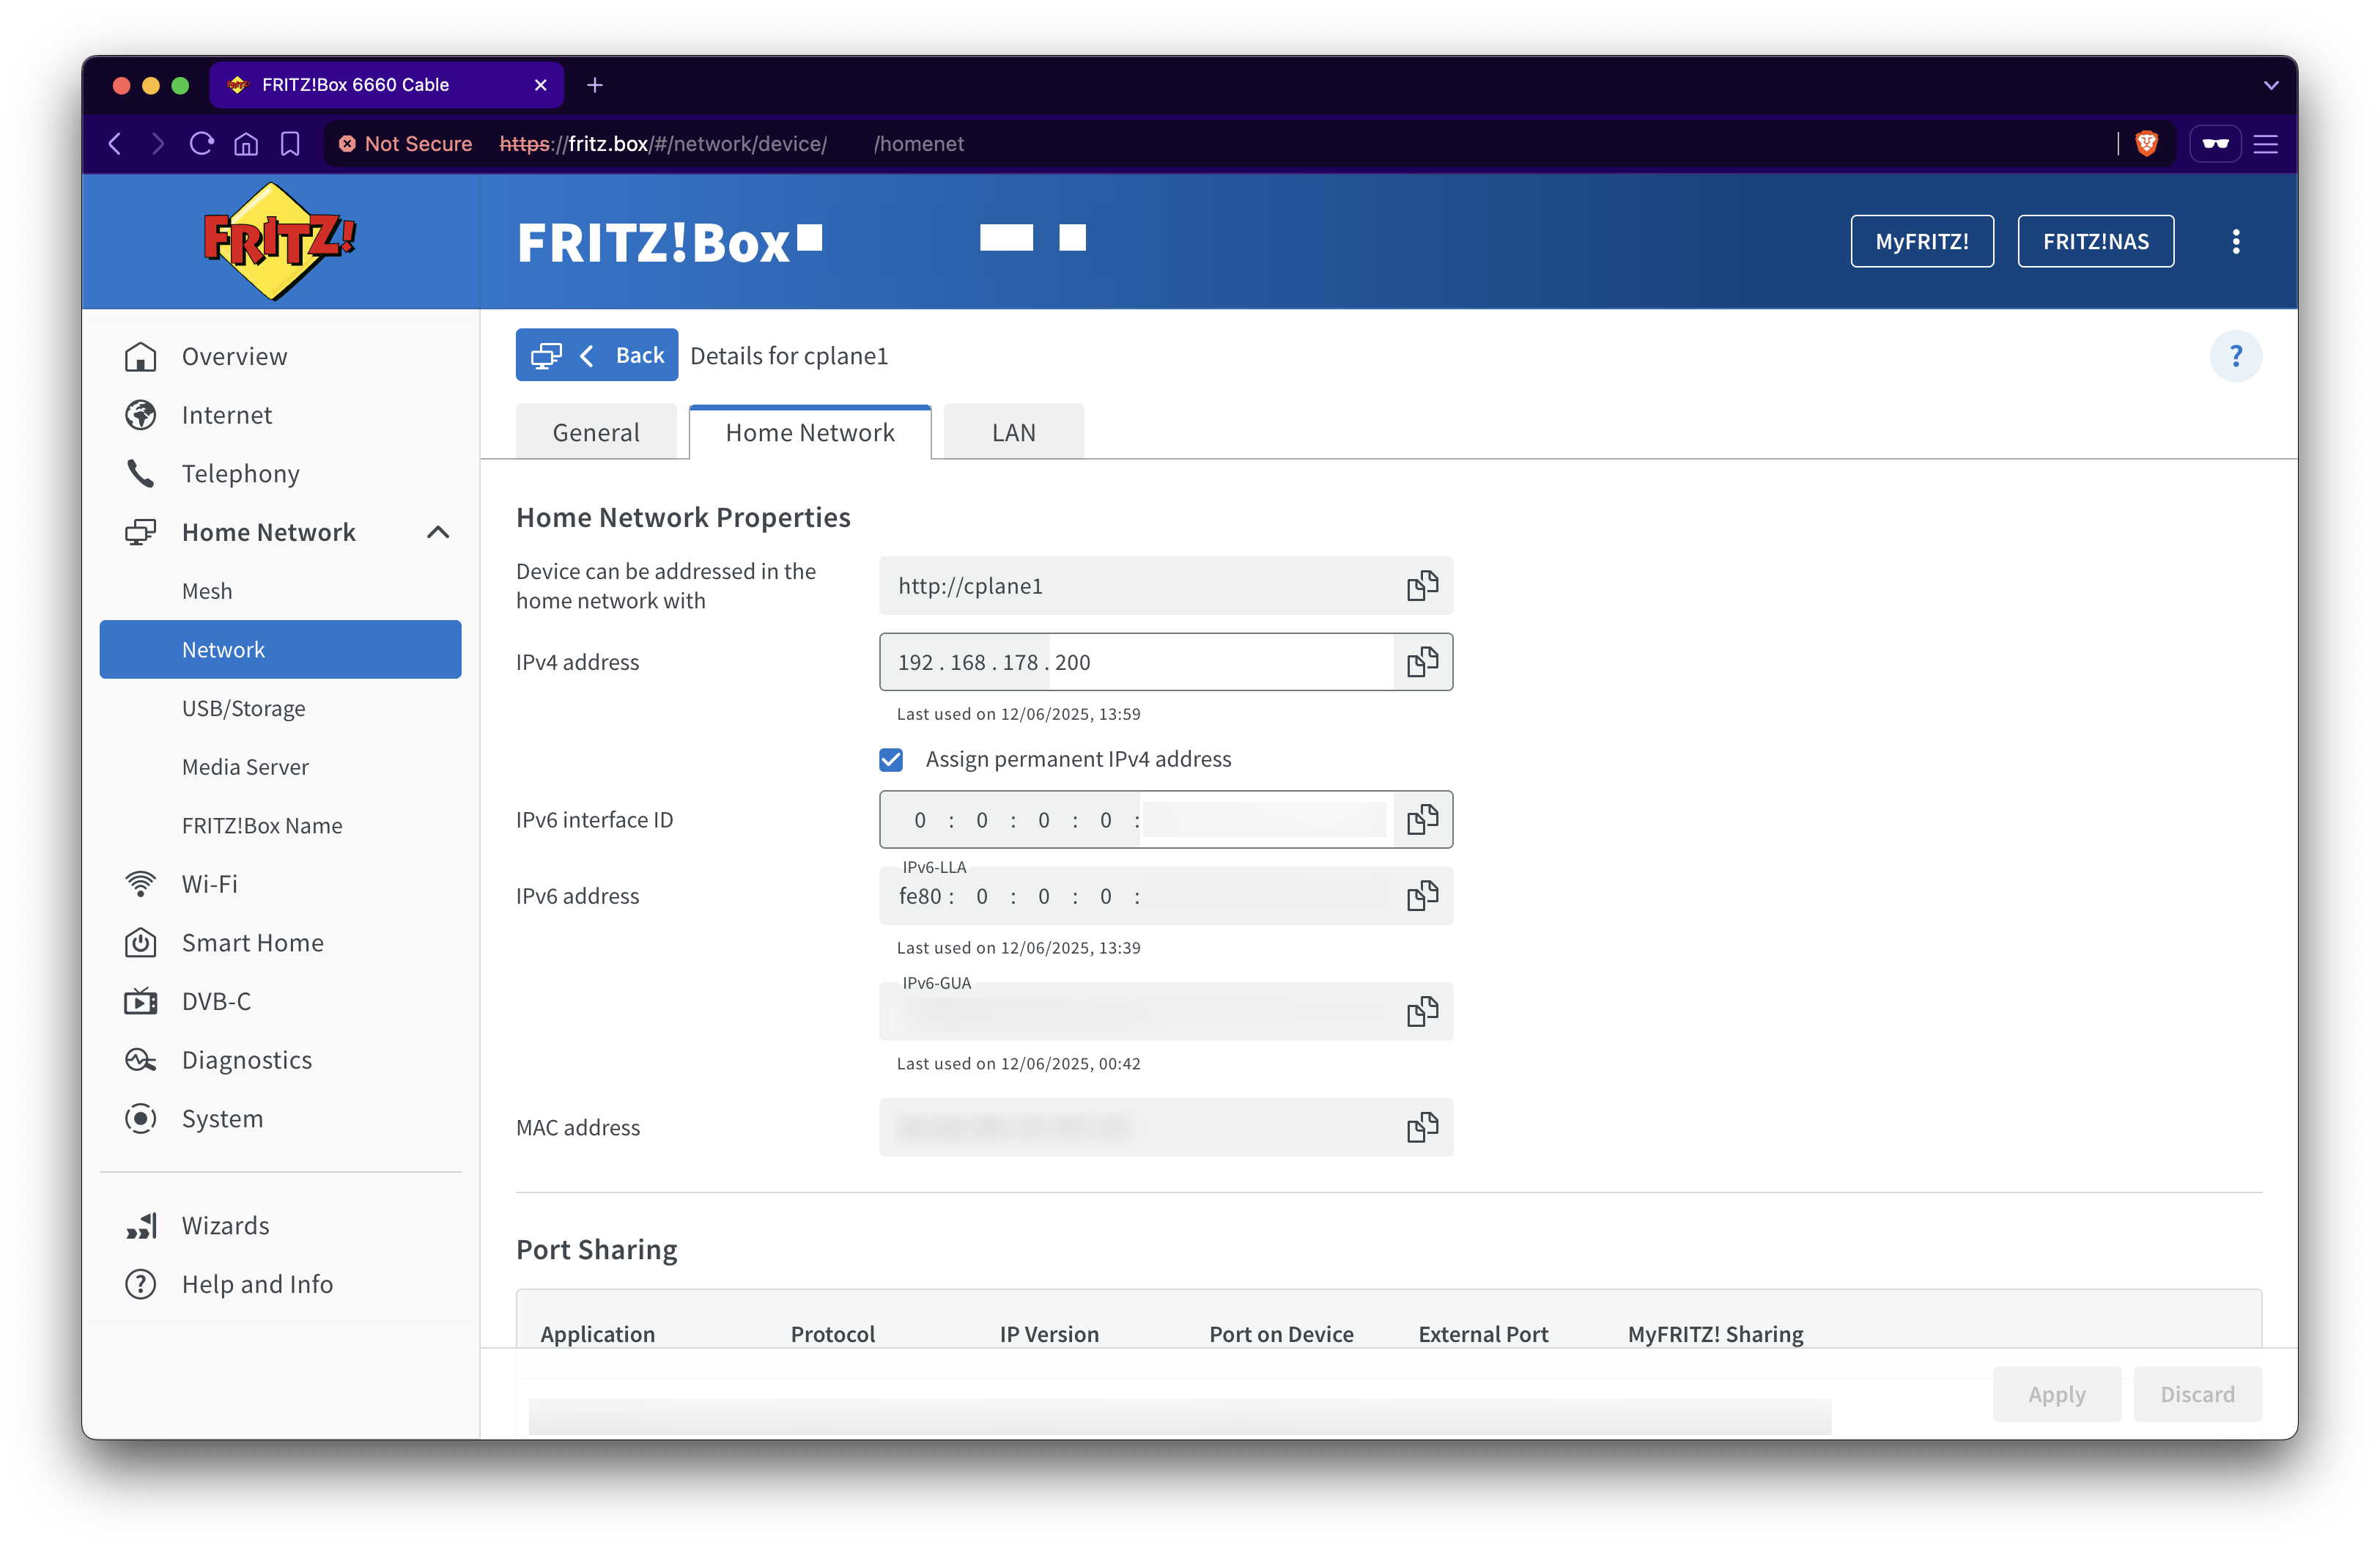 FRITZ!Box 6660 Cable
Not Secure https://fritz.box/#/network/device/ /homenet
FRITZ!
FRITZ!Box
MyFRITZ!
FRITZ!NAS
Overview
Internet
Telephony
Home Network
Mesh
Network
USB/Storage
Media Server
FRITZ!Box Name
Wi-Fi
Smart Home
DVB-C
Diagnostics
System
Wizards
Help and Info
Back
Details for cplane1
?
General
Home Network
LAN
Home Network Properties
Device can be addressed in the
home network with
http://cplane1
IPv4 address
192 . 168 . 178 . 200
Last used on 12/06/2025, 13:59
Assign permanent IPv4 address
IPv6 interface ID
0 : 0 : 0 : 0 :
IPv6 address
IPv6-LLA
fe80 : 0 : 0 : 0 :
Last used on 12/06/2025, 13:39
IPv6-GUA
Last used on 12/06/2025, 00:42
MAC address
Port Sharing
Application Protocol IP Version Port on Device External Port MyFRITZ! Sharing
Apply
Discard